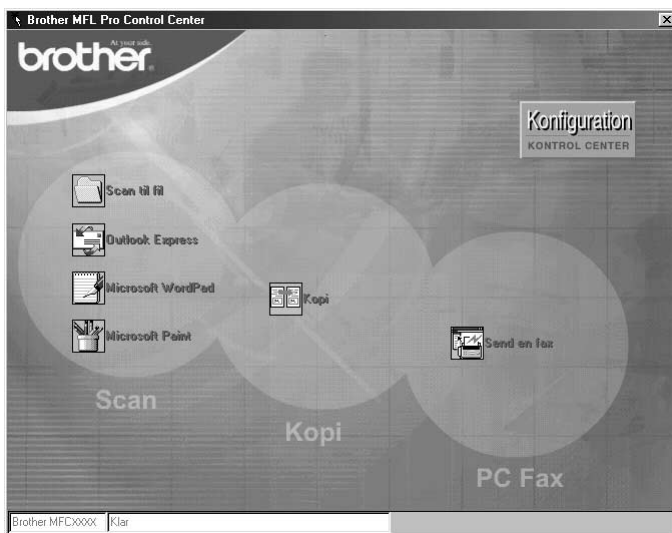 Brother MFL Pro Control Center
At your side.
brother
Konfiguration
KONTROL CENTER
Scan til fil
Outlook Express
Microsoft WordPad
Microsoft Paint
Scan
Kopi
Kopi
Send en fax
PC Fax
Brother MFCXXXX
Klar